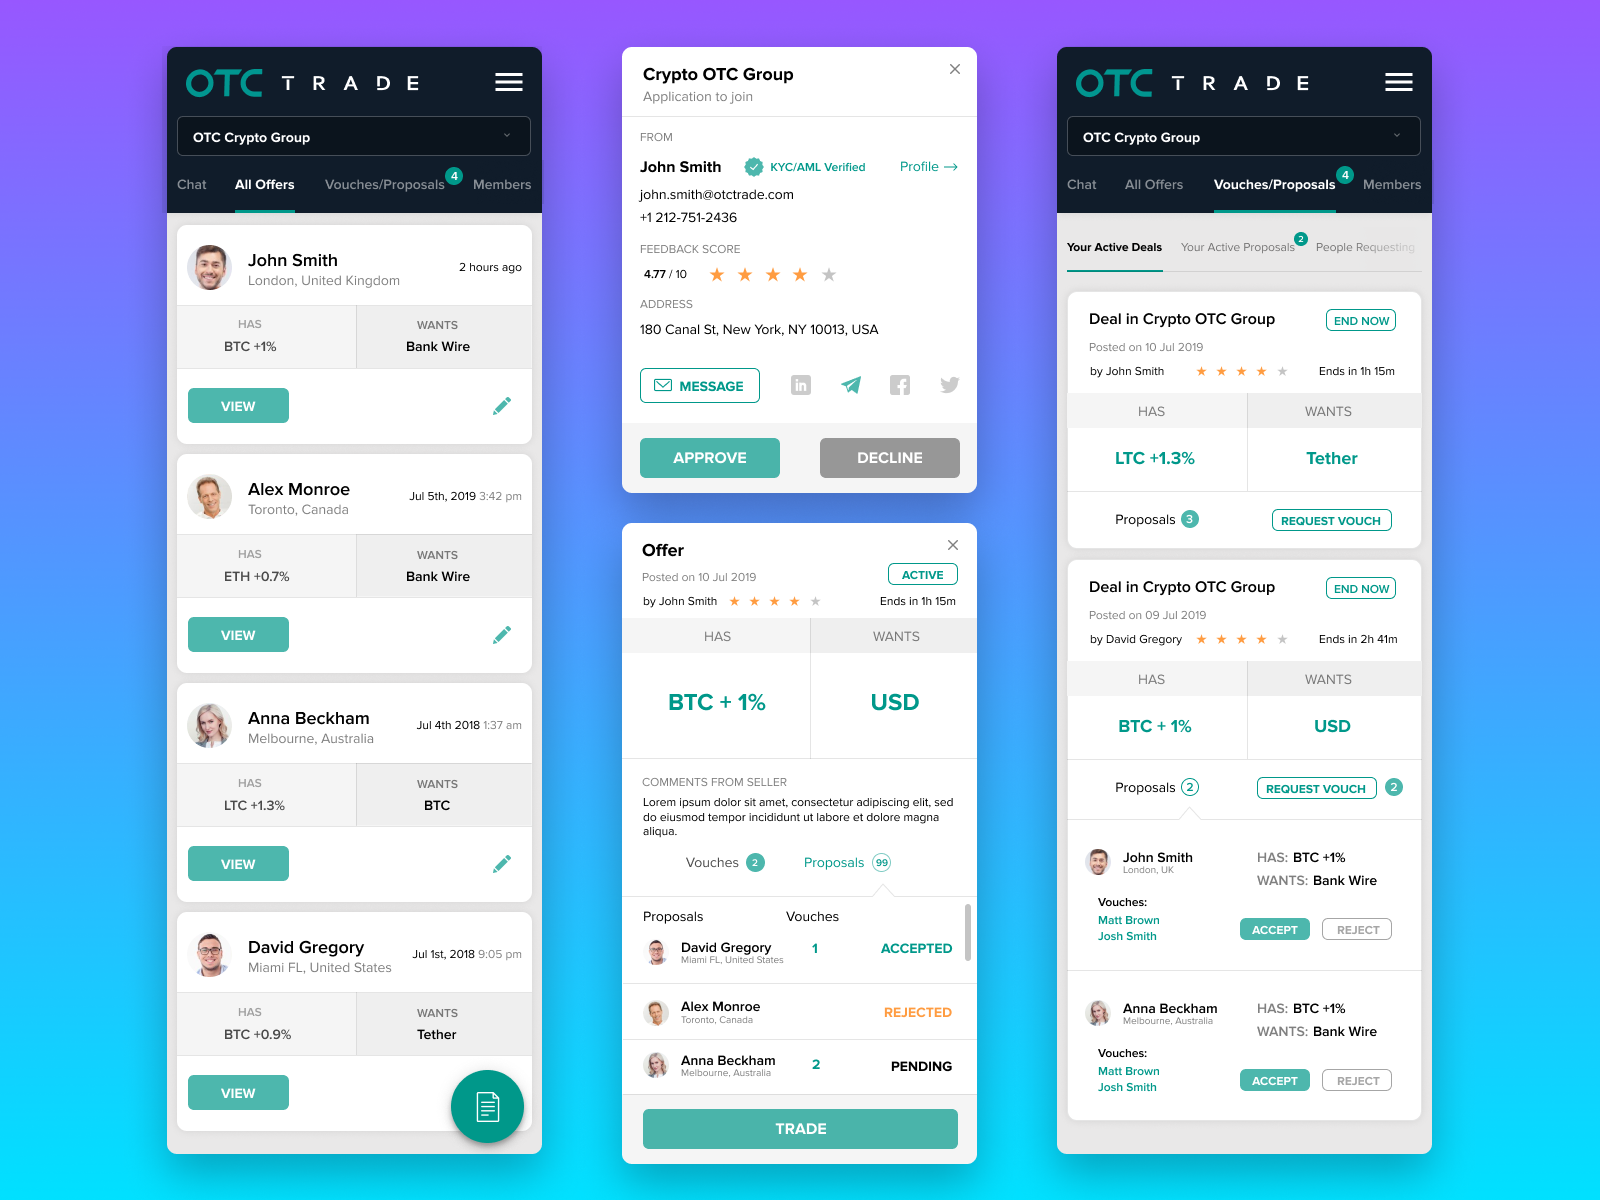 OTC TRADE
OTC Crypto Group
Chat All Offers Vouches/Proposals 4 Members
John Smith
London, United Kingdom
2 hours ago
HAS WANTS
BTC +1% Bank Wire
VIEW
Alex Monroe
Toronto, Canada
Jul 5th, 2019 3:42 pm
HAS WANTS
ETH +0.7% Bank Wire
VIEW
Anna Beckham
Melbourne, Australia
Jul 4th 2018 1:37 am
HAS WANTS
LTC +1.3% BTC
VIEW
David Gregory
Miami FL, United States
Jul 1st, 2018 9:05 pm
HAS WANTS
BTC +0.9% Tether
VIEW
Crypto OTC Group
Application to join
FROM
John Smith KYC/AML Verified Profile
john.smith@otctrade.com
+1 212-751-2436
FEEDBACK SCORE
4.77 / 10
ADDRESS
180 Canal St, New York, NY 10013, USA
MESSAGE
APPROVE DECLINE
Offer
Posted on 10 Jul 2019 ACTIVE
by John Smith Ends in 1h 15m
HAS WANTS
BTC + 1% USD
COMMENTS FROM SELLER
Lorem ipsum dolor sit amet, consectetur adipiscing elit, sed
do eiusmod tempor incididunt ut labore et dolore magna
aliqua.
Vouches 2 Proposals 99
Proposals Vouches
David Gregory 1 ACCEPTED
Miami FL, United States
Alex Monroe REJECTED
Toronto, Canada
Anna Beckham 2 PENDING
Melbourne, Australia
TRADE
OTC TRADE
OTC Crypto Group
Chat All Offers Vouches/Proposals 4 Members
Your Active Deals Your Active Proposals 2 People Requesting
Deal in Crypto OTC Group END NOW
Posted on 10 Jul 2019
by John Smith Ends in 1h 15m
HAS WANTS
LTC +1.3% Tether
Proposals 3 REQUEST VOUCH
Deal in Crypto OTC Group END NOW
Posted on 09 Jul 2019
by David Gregory Ends in 2h 41m
HAS WANTS
BTC + 1% USD
Proposals 2 REQUEST VOUCH 2
John Smith HAS: BTC +1%
London, UK
WANTS: Bank Wire
Vouches:
Matt Brown
Josh Smith
ACCEPT REJECT
Anna Beckham HAS: BTC +1%
Melbourne, Australia
WANTS: Bank Wire
Vouches:
Matt Brown
Josh Smith
ACCEPT REJECT